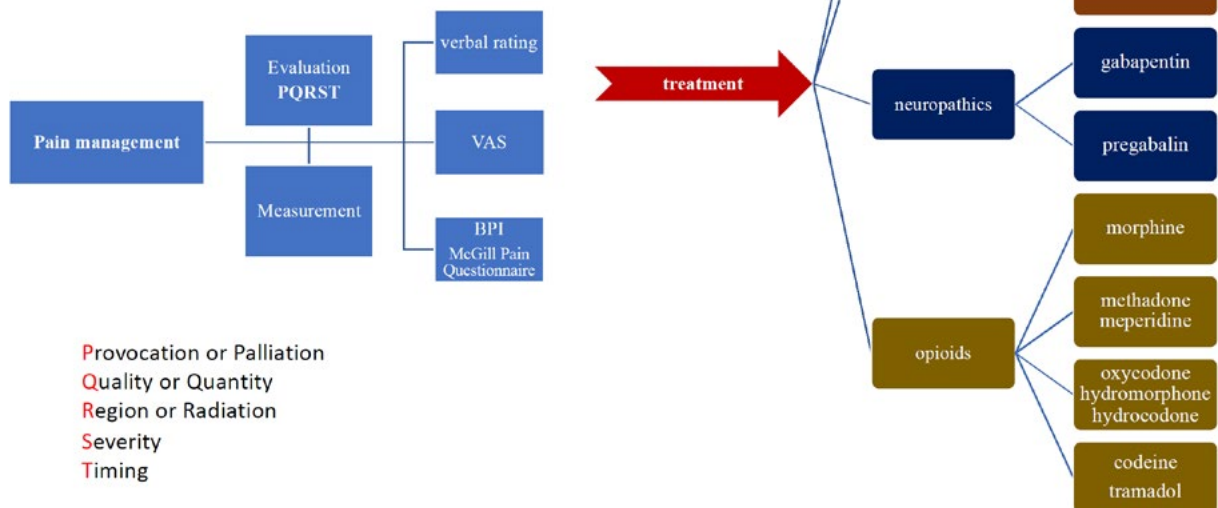 Pain management
Evaluation
PQRST
Measurement
verbal rating
VAS
BPI
McGill Pain
Questionnaire
Provocation or Palliation
Quality or Quantity
Region or Radiation
Severity
Timing
treatment
neuropathics
gabapentin
pregabalin
opioids
morphine
methadone
meperidine
oxycodone
hydromorphone
hydrocodone
codeine
tramadol